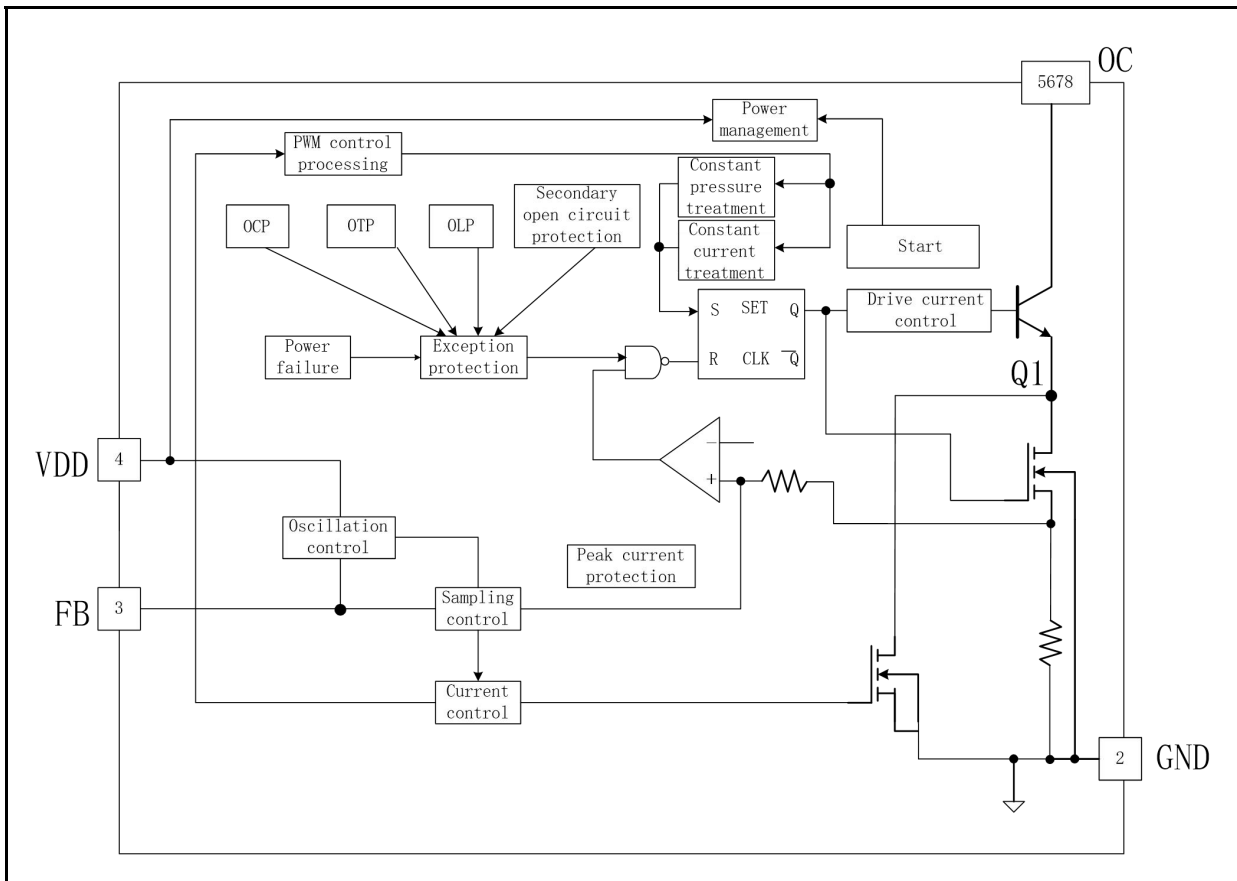 OC
5678
Power
management
PWM control
processing
Constant
pressure
treatment
Secondary
open circuit
protection
OCP
OTP
OLP
Constant
current
treatment
Start
S SET Q
R CLK Q
Drive current
control
Power
failure
Exception
protection
Q1
VDD
4
-
+
Oscillation
control
Peak current
protection
FB
3
Sampling
control
Current
control
2
GND